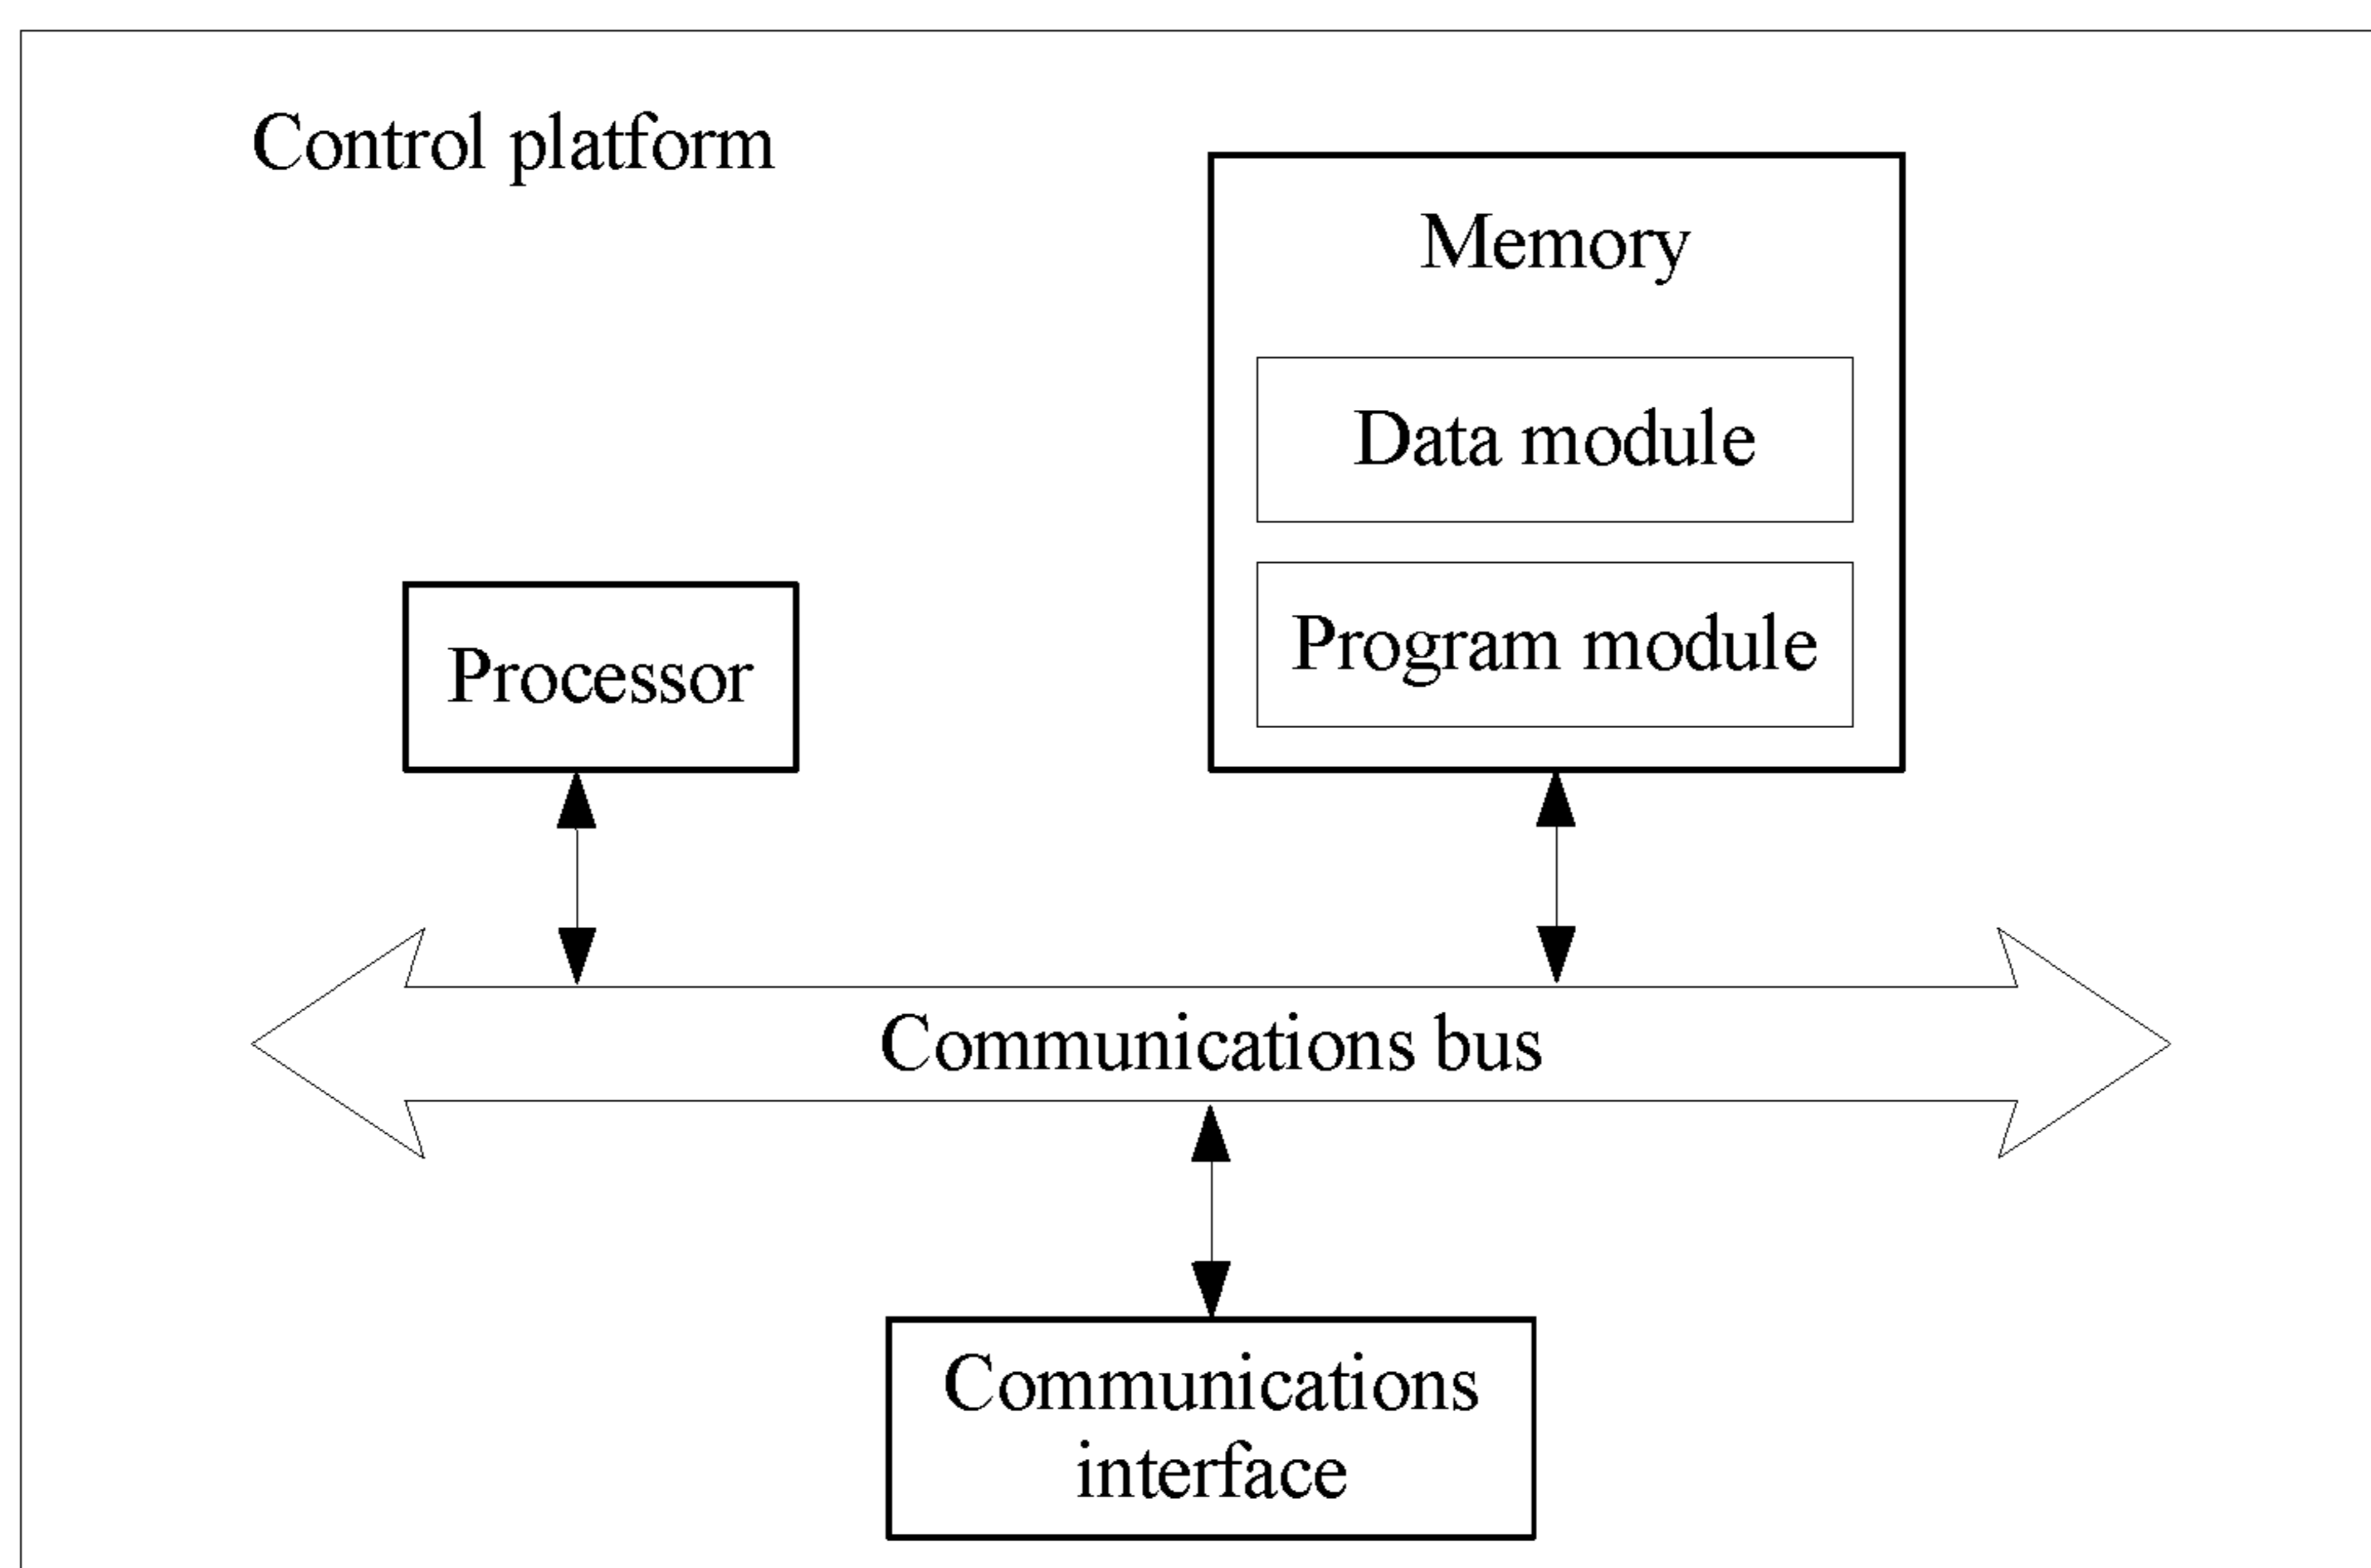 Control platform
Memory
Data module
Program module
Processor
Communications bus
Communications
interface